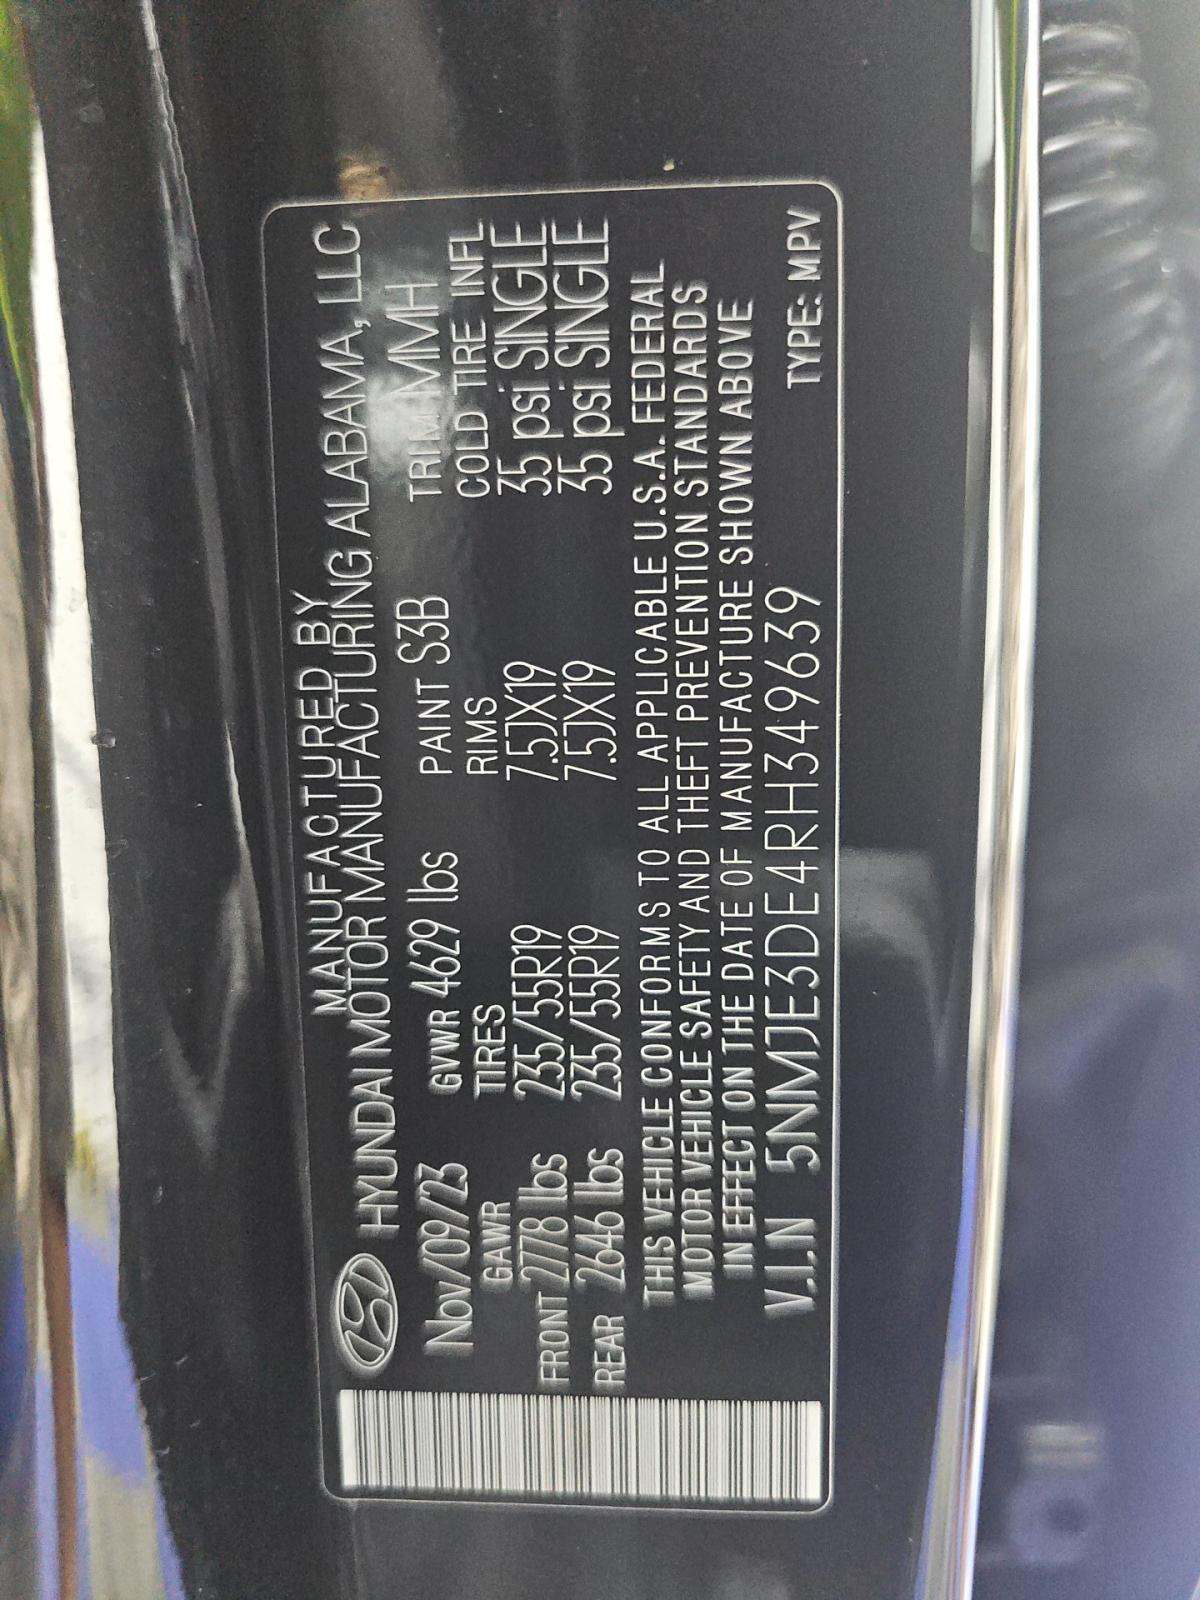 MANUFACTURED BY
HYUNDAI MOTOR MANUFACTURING ALABAMA, LLC
Nov/09/23 GVWR 4629 lbs PAINT S3B TRIM MMH
GAWR TIRES RIMS COLD TIRE INFL
FRONT 2778 lbs 235/55R19 7.5JX19 35 psi SINGLE
REAR 2646 lbs 235/55R19 7.5JX19 35 psi SINGLE
THIS VEHICLE CONFORMS TO ALL APPLICABLE U.S.A. FEDERAL
MOTOR VEHICLE SAFETY AND THEFT PREVENTION STANDARDS
IN EFFECT ON THE DATE OF MANUFACTURE SHOWN ABOVE
V.I.N 5NMJE3DE4RH349639 TYPE: MPV